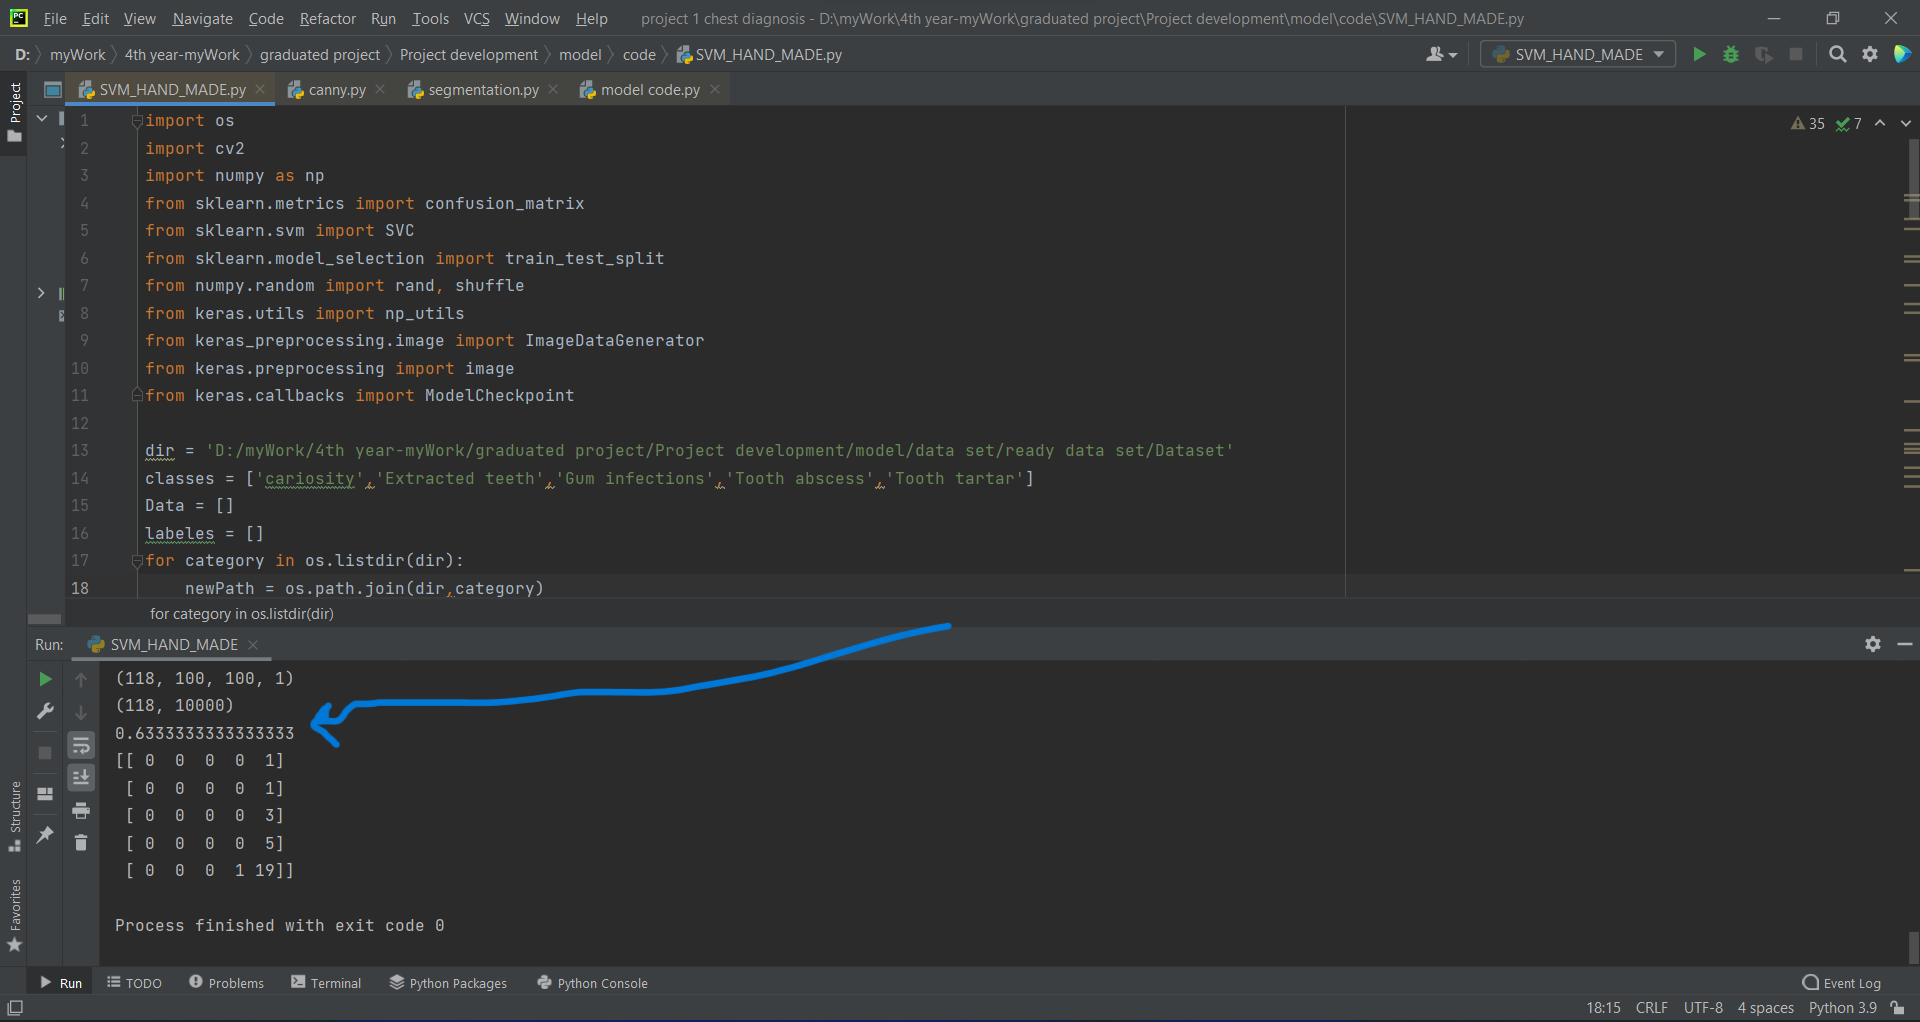 PC File Edit View Navigate Code Refactor Run Tools VCS Window Help project 1 chest diagnosis - D:\myWork\4th year-myWork\graduated project\Project development\model\code\SVM_HAND_MADE.py
D: myWork 4th year-myWork graduated project Project development model code SVM_HAND_MADE.py SVM_HAND_MADE
SVM_HAND_MADE.py canny.py segmentation.py model code.py
Project
35 7
1 import os
2 import cv2
3 import numpy as np
4 from sklearn.metrics import confusion_matrix
5 from sklearn.svm import SVC
6 from sklearn.model_selection import train_test_split
7 from numpy.random import rand, shuffle
8 from keras.utils import np_utils
9 from keras_preprocessing.image import ImageDataGenerator
10 from keras.preprocessing import image
11 from keras.callbacks import ModelCheckpoint
12
13 dir = 'D:/myWork/4th year-myWork/graduated project/Project development/model/data set/ready data set/Dataset'
14 classes = ['cariosity','Extracted teeth','Gum infections','Tooth abscess','Tooth tartar']
15 Data = []
16 labeles = []
17 for category in os.listdir(dir):
18 newPath = os.path.join(dir,category)
for category in os.listdir(dir)
Run: SVM_HAND_MADE
(118, 100, 100, 1)
(118, 10000)
0.6333333333333333
[[ 0 0 0 0 1]
[ 0 0 0 0 1]
[ 0 0 0 0 3]
[ 0 0 0 0 5]
[ 0 0 0 1 19]]
Process finished with exit code 0
Structure
Favorites
Run TODO Problems Terminal Python Packages Python Console Event Log
18:15 CRLF UTF-8 4 spaces Python 3.9